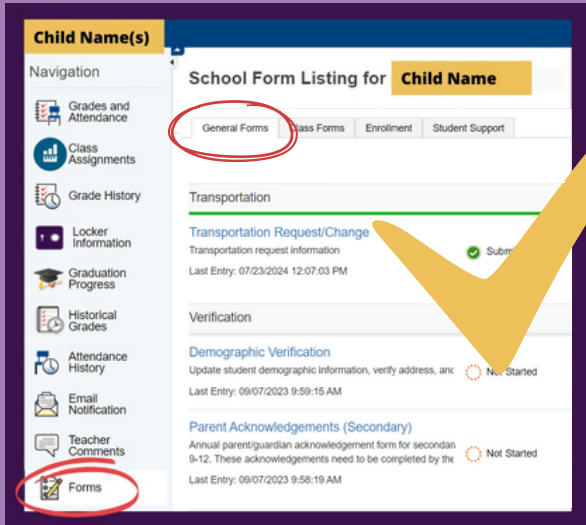 Child Name(s)
Navigation
Grades and
Attendance
Class
Assignments
Grade History
Locker
Information
Graduation
Progress
Historical
Grades
Attendance
History
Email
Notification
Teacher
Comments
Forms
School Form Listing for Child Name
General Forms Class Forms Enrollment Student Support
Transportation
Transportation Request/Change
Transportation request information
Last Entry: 07/23/2024 12:07:03 PM
Verification
Demographic Verification
Update student demographic information, verify address, and
Not Started
Last Entry: 09/07/2023 9:59:15 AM
Parent Acknowledgements (Secondary)
Annual parent/guardian acknowledgement form for secondar
9-12. These acknowledgements need to be completed by the
Not Started
Last Entry: 09/07/2023 9:58:19 AM